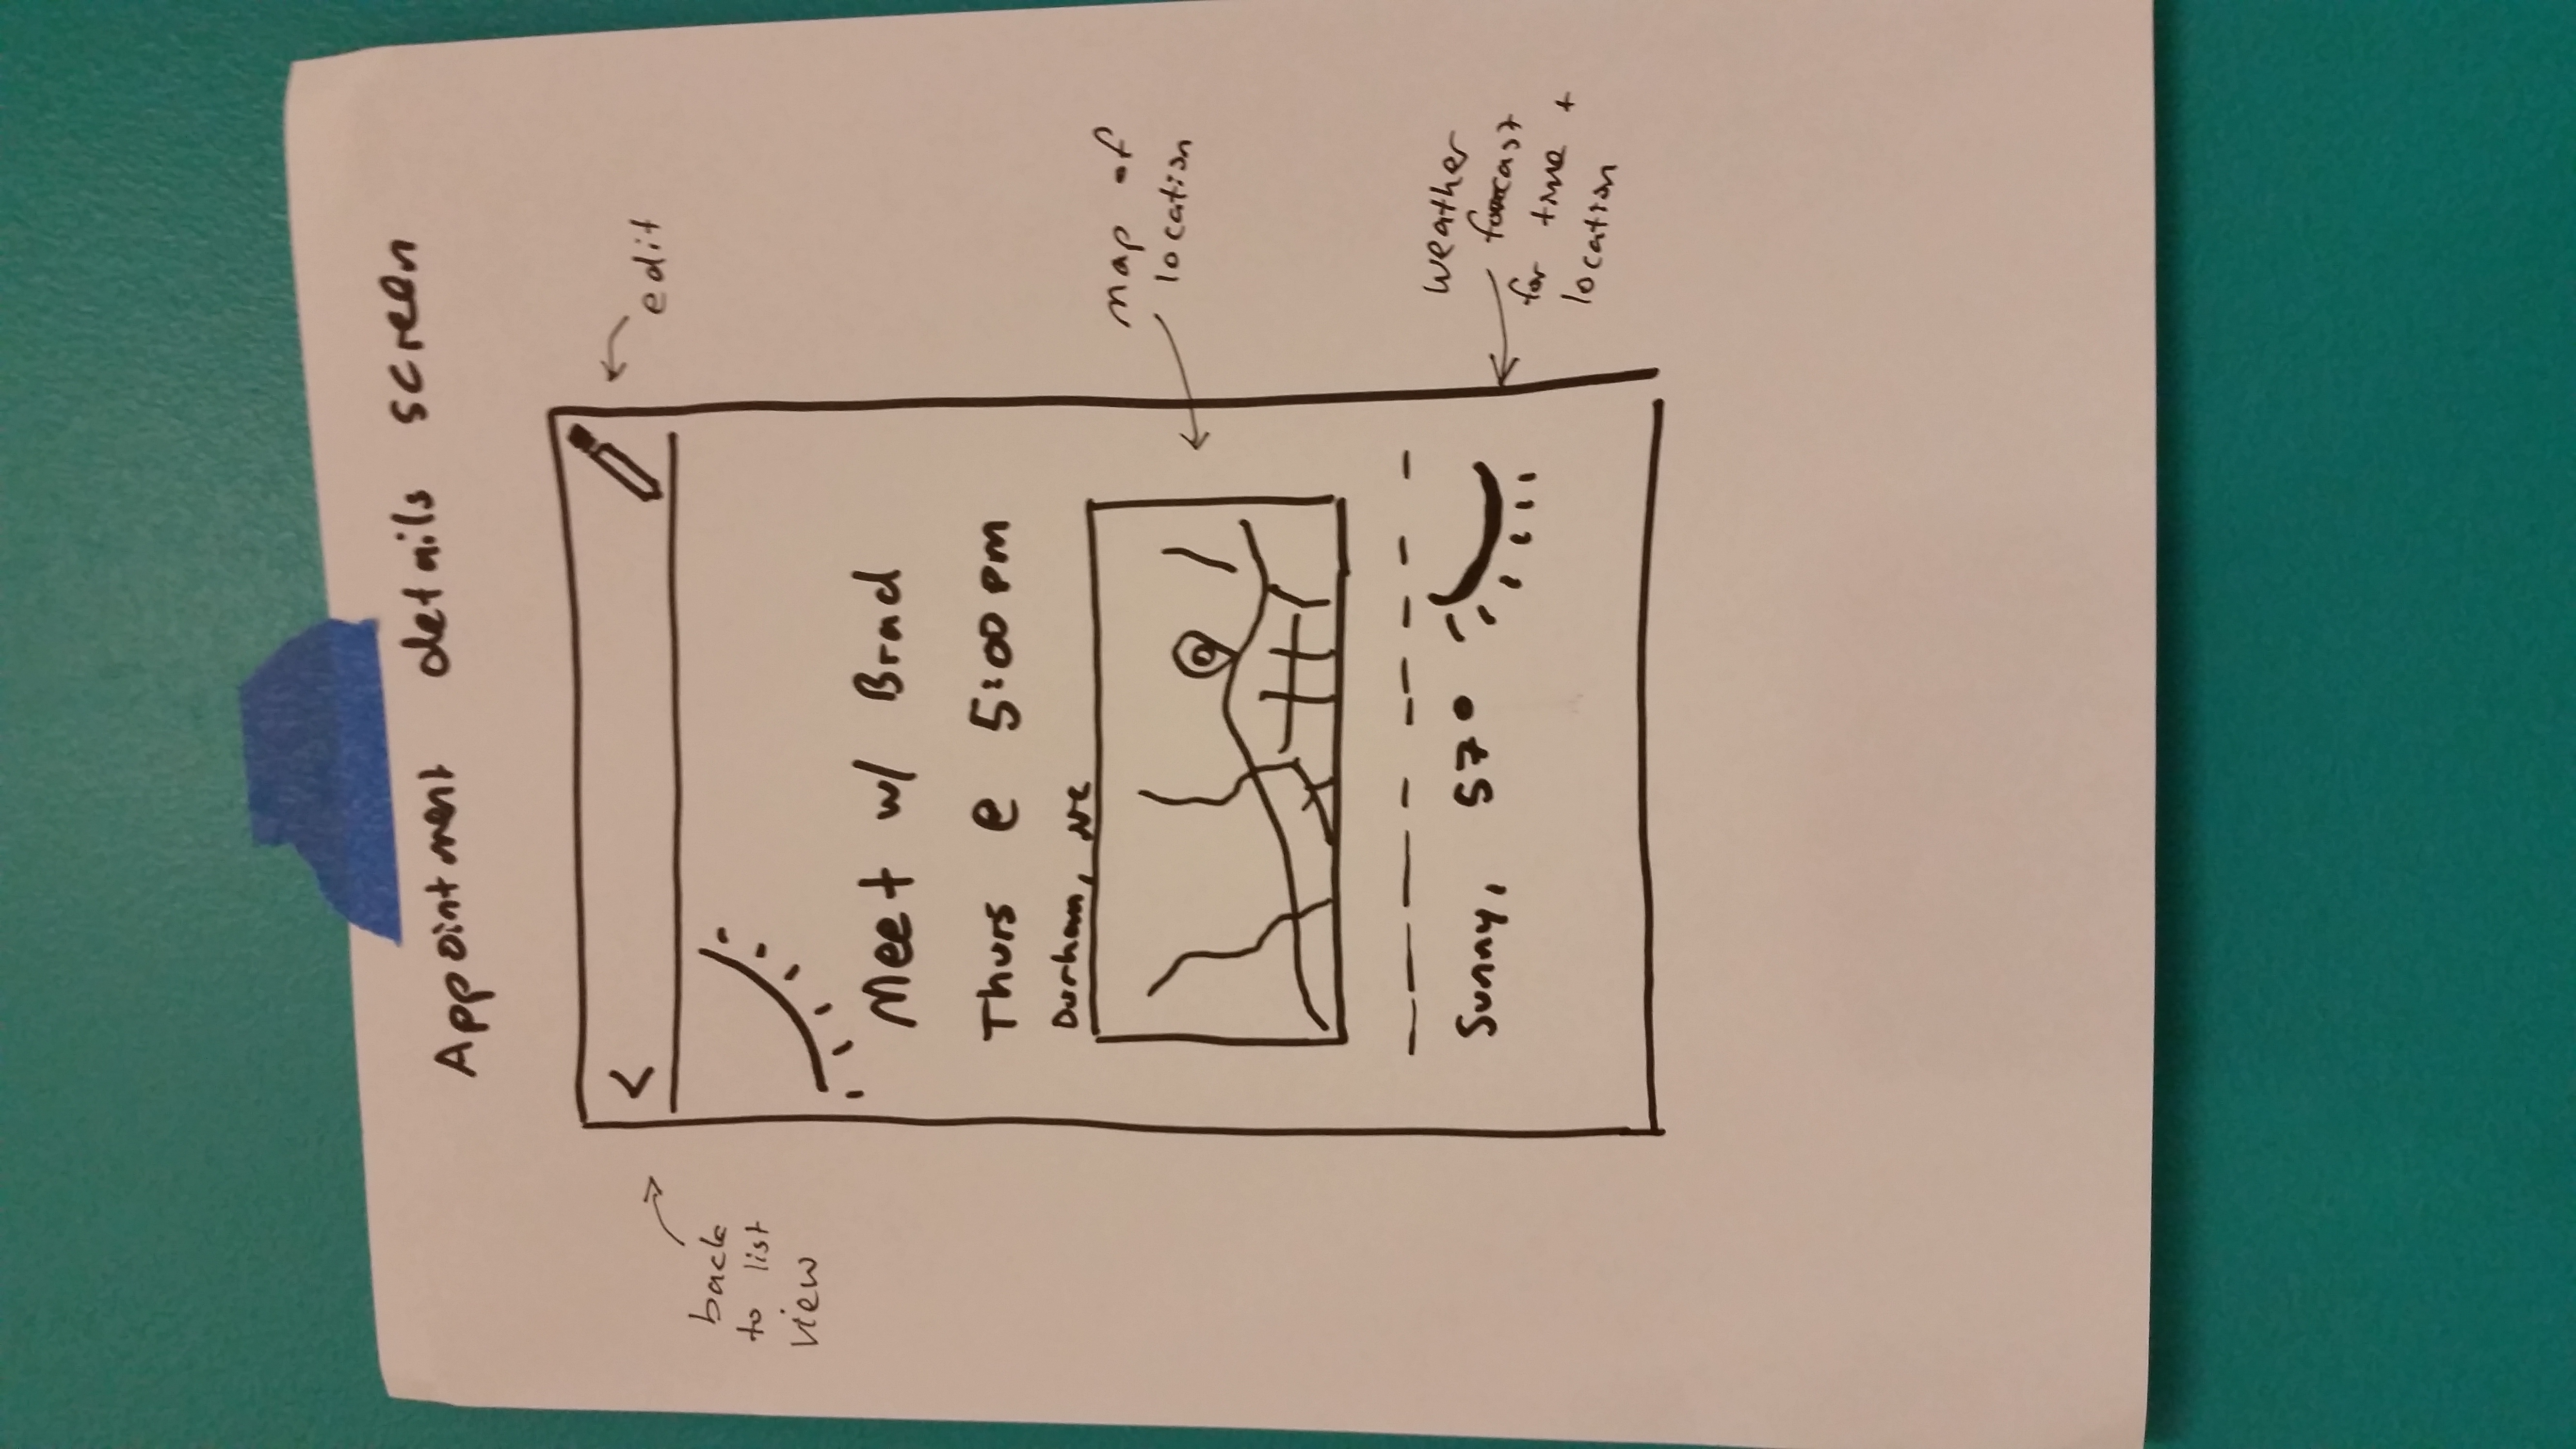 Appointment details screen
<
edit
back
to list
view
Meet w/ Brad
Thurs @ 5:00 pm
Durham, NC
map of
location
Sunny, 57°
weather
forecast
for time +
location